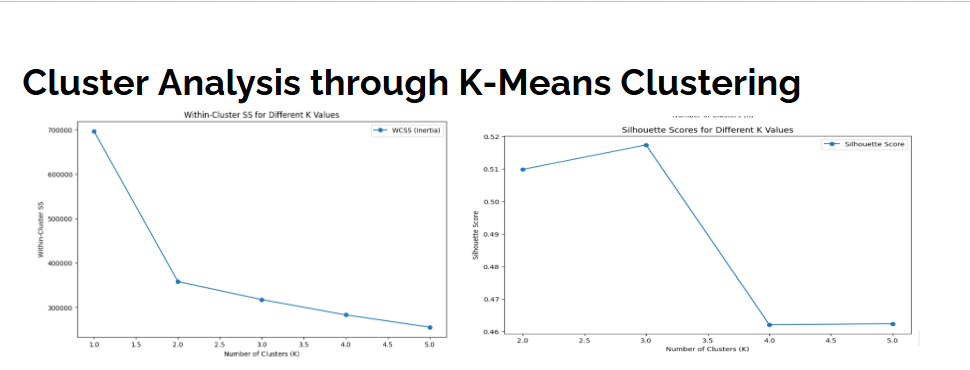 Cluster Analysis through K-Means Clustering
Within-Cluster SS for Different K Values
WCSS (Inertia)
700000
600000
500000
400000
300000
Within-Cluster SS
1.0 1.5 2.0 2.5 3.0 3.5 4.0 4.5 5.0
Number of Clusters (K)
Silhouette Scores for Different K Values
Silhouette Score
0.52
0.51
0.50
0.49
0.48
0.47
0.46
Silhouette Score
2.0 2.5 3.0 3.5 4.0 4.5 5.0
Number of Clusters (K)